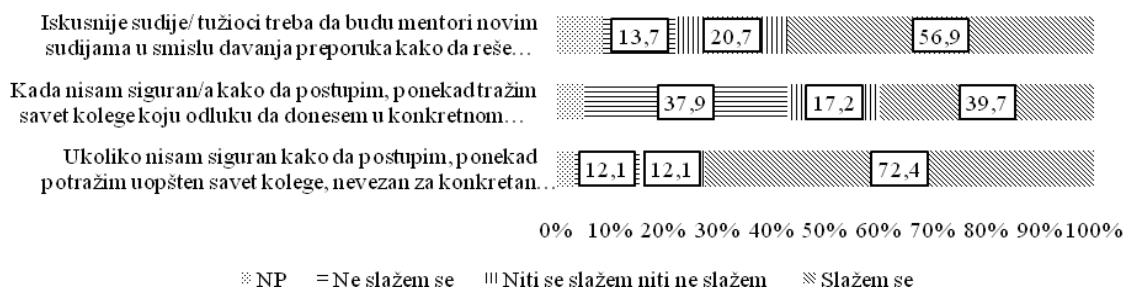 Iskusnije sudije/ tužioci treba da budu mentori novim
sudijama u smislu davanja preporuka kako da reše…
13,7 20,7 56,9
Kada nisam siguran/a kako da postupim, ponekad tražim
savet kolege koju odluku da donesem u konkretnom…
37,9 17,2 39,7
Ukoliko nisam siguran kako da postupim, ponekad
potražim uopšten savet kolege, nevezan za konkretan…
12,1 12,1 72,4
0% 10% 20% 30% 40% 50% 60% 70% 80% 90%100%
NP Ne slažem se Niti se slažem niti ne slažem Slažem se